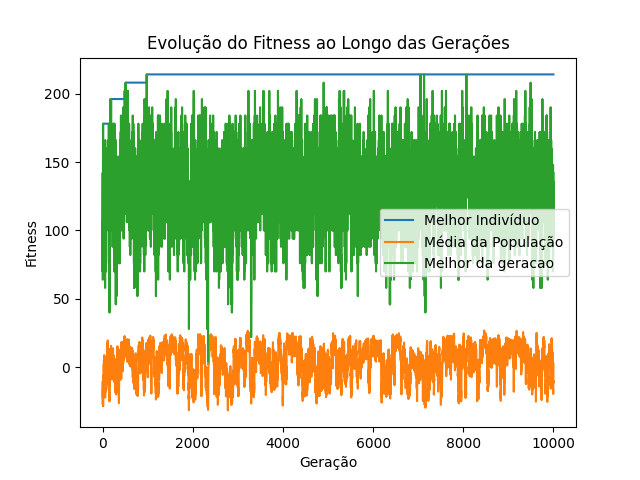 Evolução do Fitness ao Longo das Gerações
Fitness
200
150
100
50
0
Melhor Indivíduo
Média da População
Melhor da geracao
0
2000
4000
6000
8000
10000
Geração